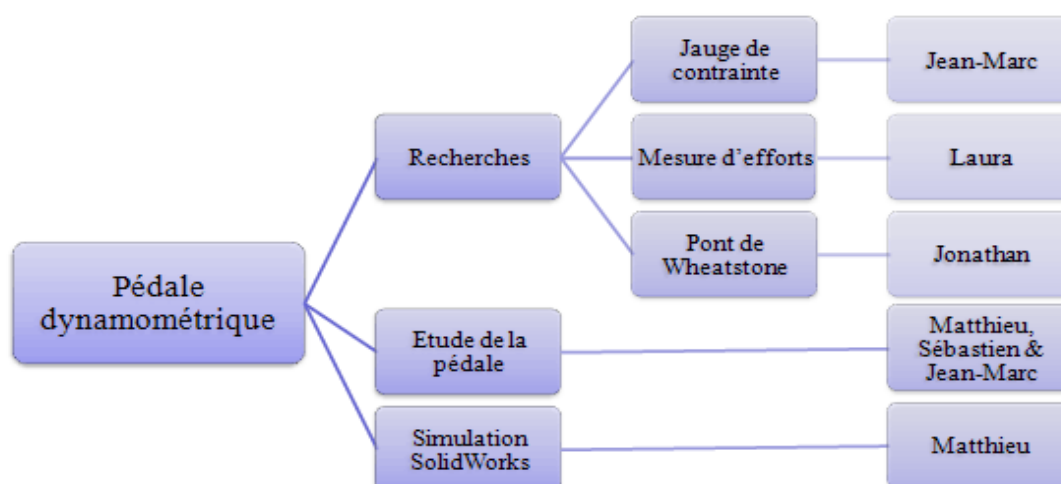 Pédale
dynamométrique
Recherches
Jauge de
contrainte
Jean-Marc
Mesure d'efforts
Laura
Pont de
Wheatstone
Jonathan
Etude de la
pédale
Matthieu,
Sébastien &
Jean-Marc
Simulation
SolidWorks
Matthieu